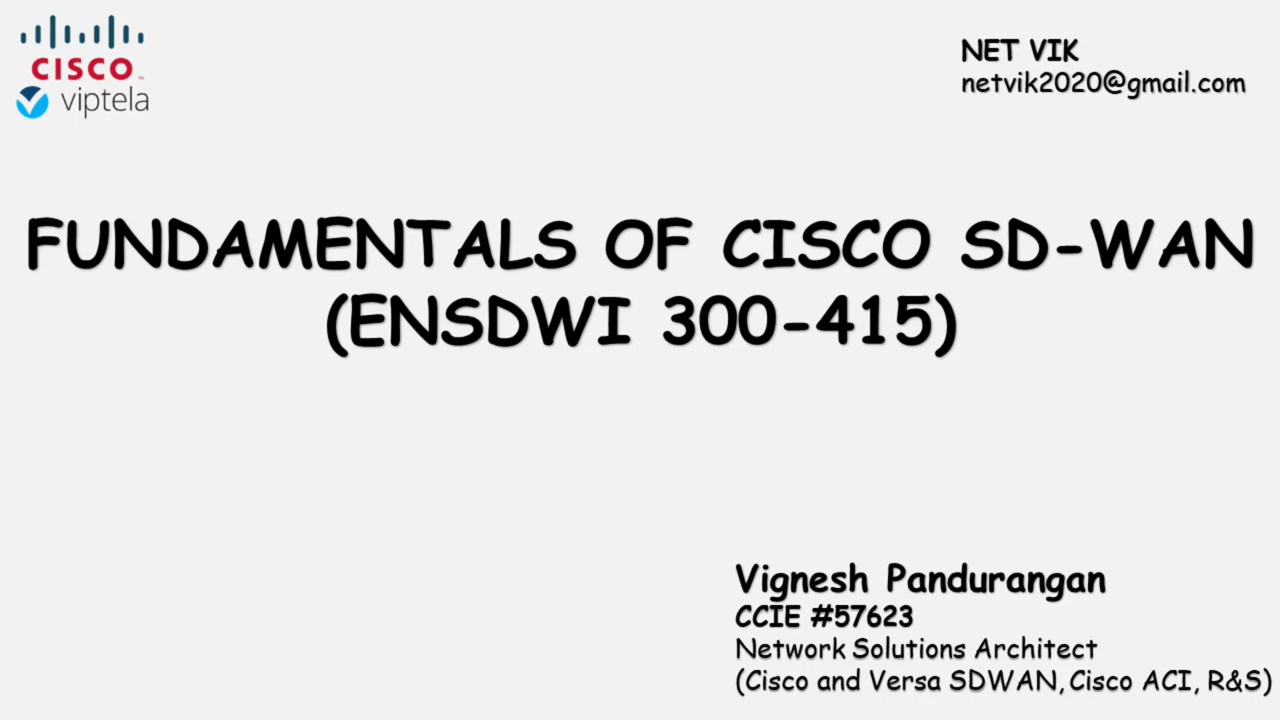 CISCO
viptela
NET VIK
netvik2020@gmail.com
FUNDAMENTALS OF CISCO SD-WAN
(ENSDWI 300-415)
Vignesh Pandurangan
CCIE #57623
Network Solutions Architect
(Cisco and Versa SDWAN, Cisco ACI, R&S)